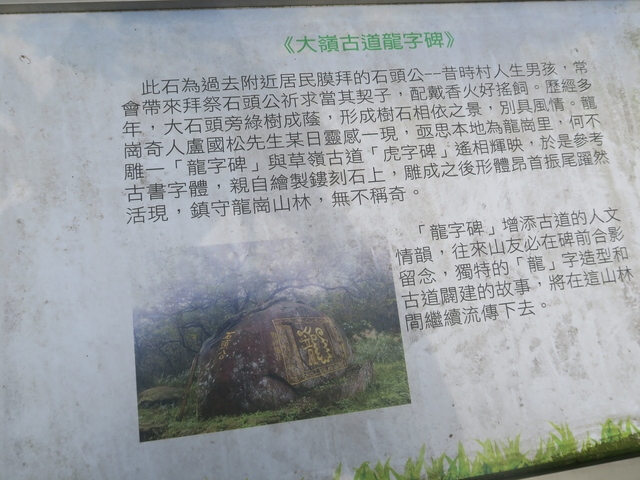 《大嶺古道龍字碑》
此石為過去附近居民膜拜的石頭公--昔時村人生男孩，常
會帶來拜祭石頭公祈求當其契子，配戴香火好搖飼。歷經多
年，大石頭旁綠樹成蔭，形成樹石相依之景，別具風情。龍
崗奇人盧國松先生某日靈感一現，亟思本地為龍崗里，何不
雕一「龍字碑」與草嶺古道「虎字碑」遙相輝映，於是參考
古書字體，親自繪製鏤刻石上，雕成之後形體昂首振尾躍然
活現，鎮守龍崗山林，無不稱奇。
「龍字碑」增添古道的人文
情韻，往來山友必在碑前合影
留念，獨特的「龍」字造型和
古道闢建的故事，將在這山林
間繼續流傳下去。